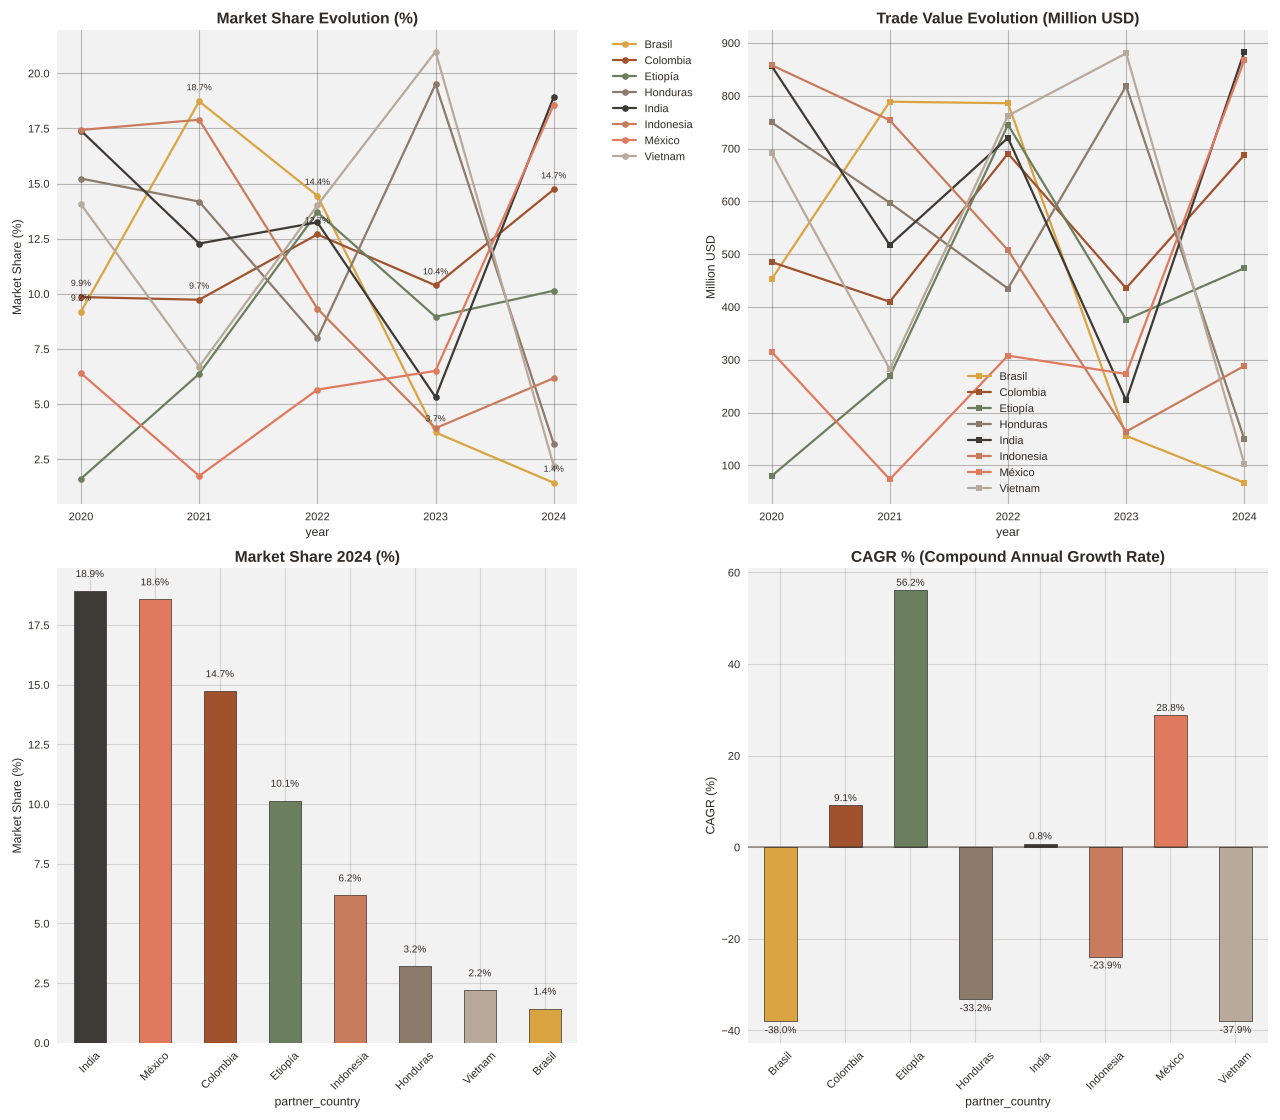 Market Share Evolution (%)
Market Share (%)
20.0
17.5
15.0
12.5
10.0
7.5
5.0
2.5
18.7%
14.4%
14.7%
9.9%
9.7%
10.4%
3.7%
1.4%
2020
2021
2022
2023
2024
year
Brasil
Colombia
Etiopía
Honduras
India
Indonesia
México
Vietnam
Trade Value Evolution (Million USD)
Million USD
900
800
700
600
500
400
300
200
100
Brasil
Colombia
Etiopía
Honduras
India
Indonesia
México
Vietnam
2020
2021
2022
2023
2024
year
Market Share 2024 (%)
Market Share (%)
17.5
15.0
12.5
10.0
7.5
5.0
2.5
0.0
18.9%
18.6%
14.7%
10.1%
6.2%
3.2%
2.2%
1.4%
India
México
Colombia
Etiopía
Indonesia
Honduras
Vietnam
Brasil
partner_country
CAGR % (Compound Annual Growth Rate)
CAGR (%)
60
40
20
0
−20
−40
-38.0%
9.1%
56.2%
-33.2%
0.8%
-23.9%
28.8%
-37.9%
Brasil
Colombia
Etiopía
Honduras
India
Indonesia
México
Vietnam
partner_country